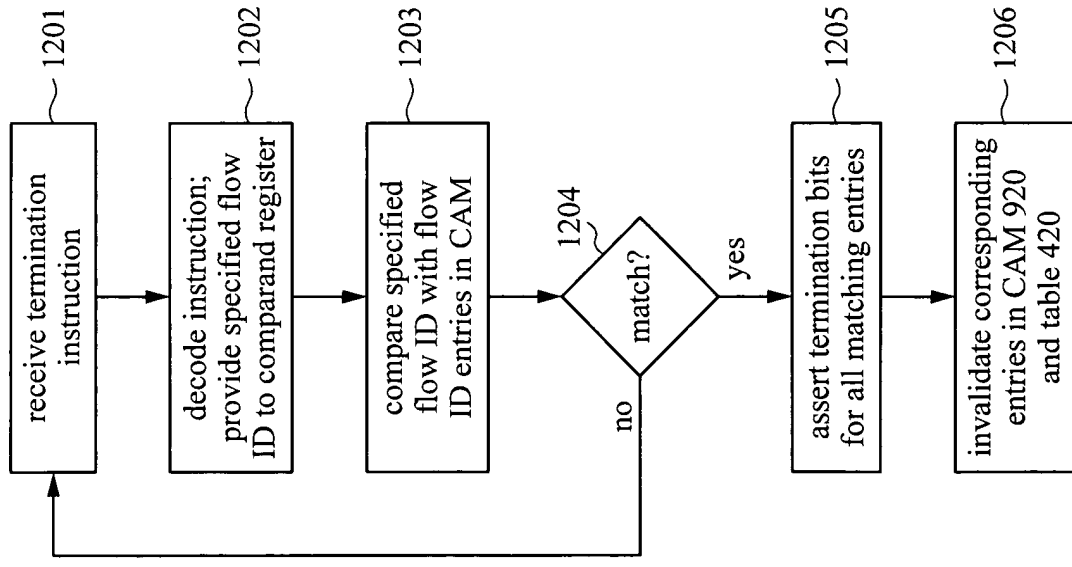 receive termination
instruction
1201
decode instruction;
provide specified flow
ID to comparand register
1202
compare specified
flow ID with flow
ID entries in CAM
1203
match?
1204
no
yes
assert termination bits
for all matching entries
1205
invalidate corresponding
entries in CAM 920
and table 420
1206